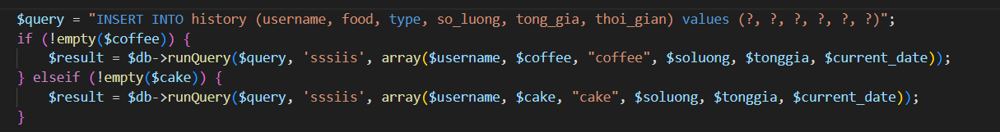 $query = "INSERT INTO history (username, food, type, so_luong, tong_gia, thoi_gian) values (?, ?, ?, ?, ?, ?)";
if (!empty($coffee)) {
    $result = $db->runQuery($query, 'sssiis', array($username, $coffee, "coffee", $soluong, $tonggia, $current_date));
} elseif (!empty($cake)) {
    $result = $db->runQuery($query, 'sssiis', array($username, $cake, "cake", $soluong, $tonggia, $current_date));
}